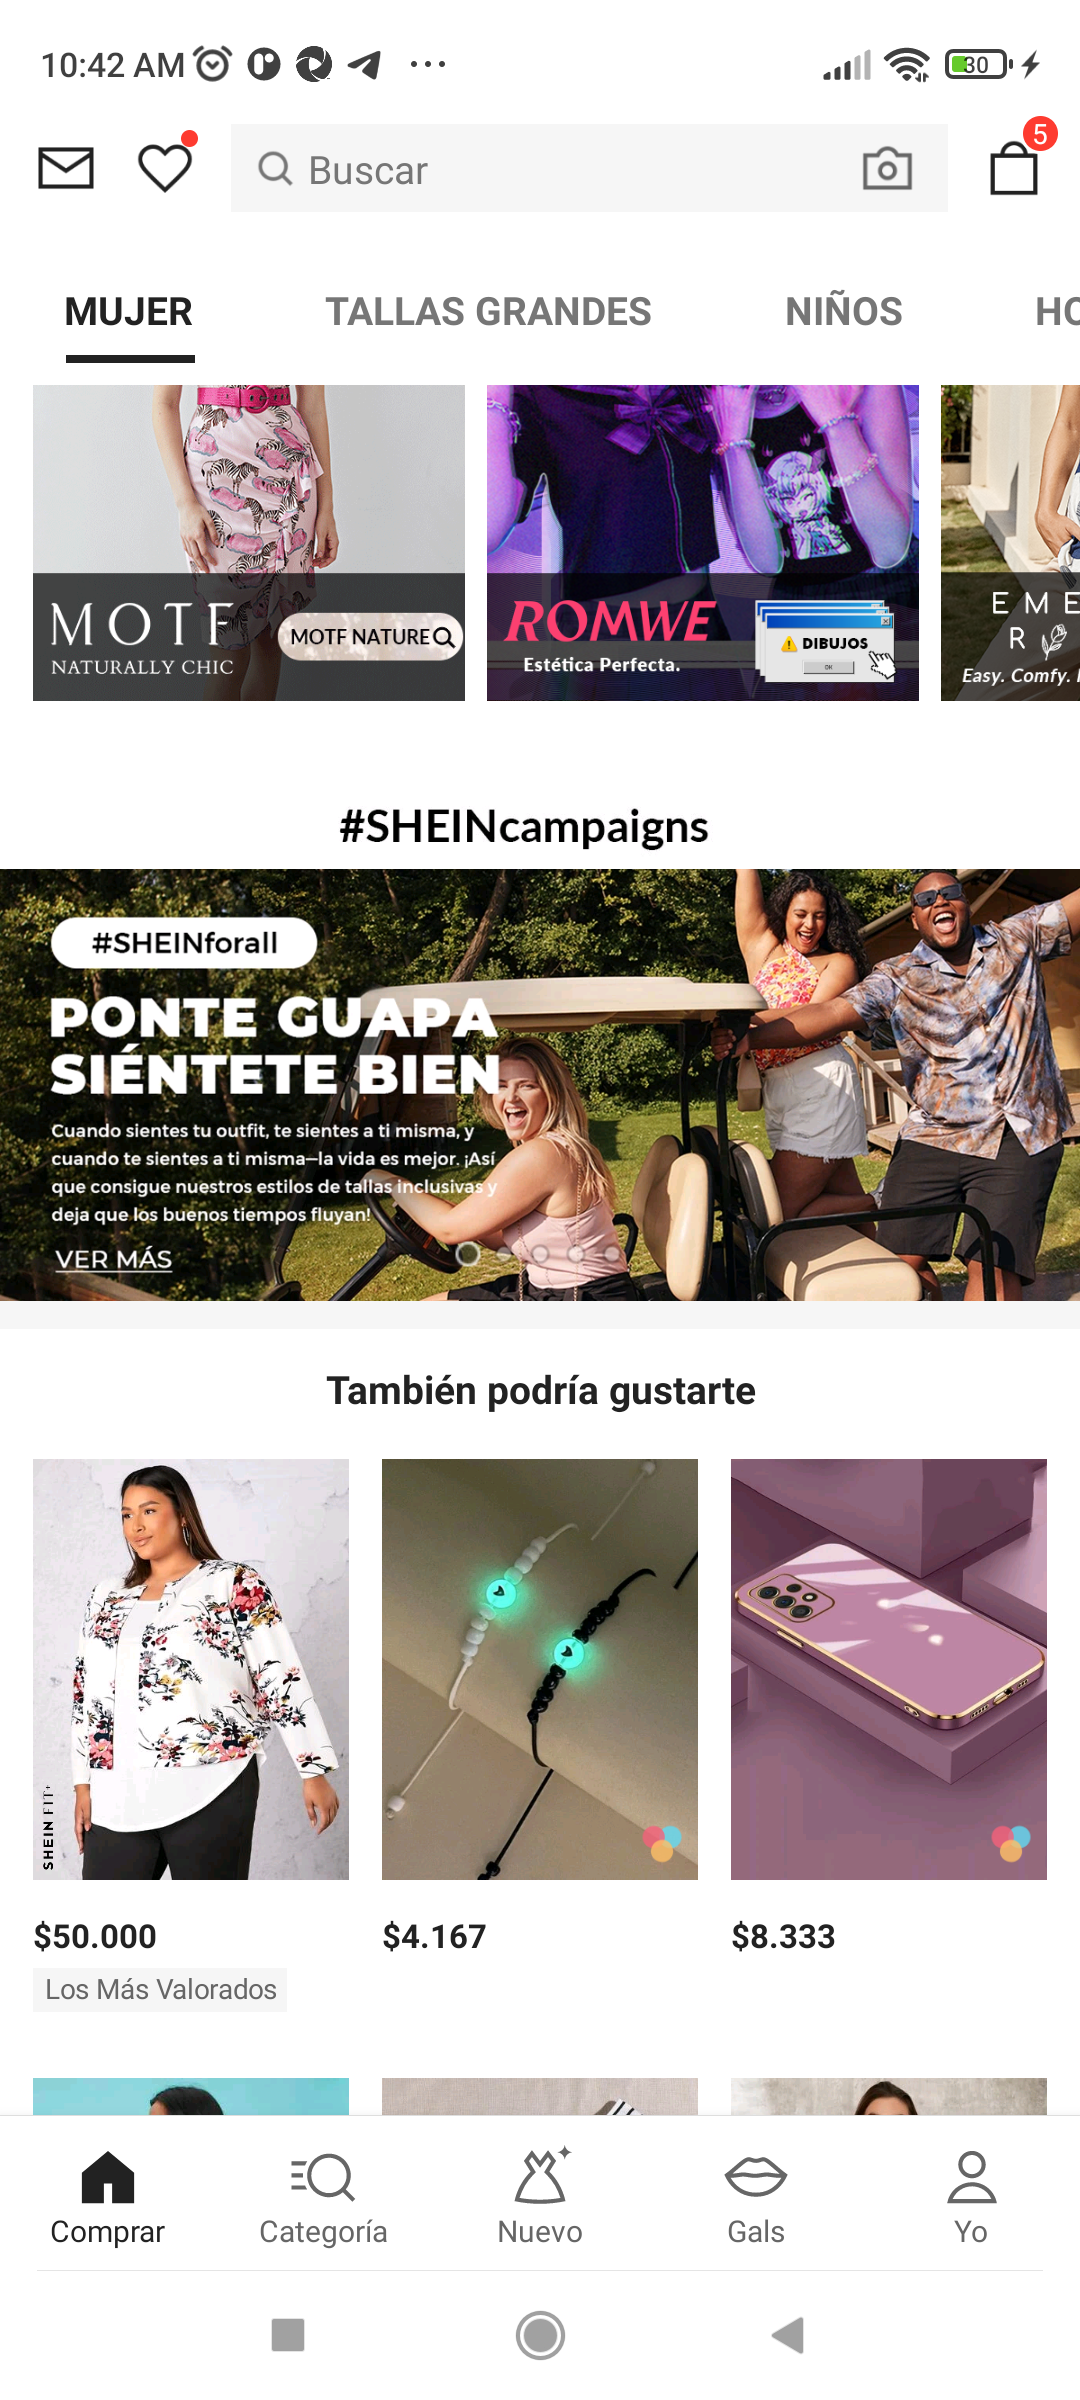 10:42 AM
30
5
Buscar
MUJER
TALLAS GRANDES
NIÑOS
HO
MOTF
NATURALLY CHIC
MOTF NATURE
ROMWE
Estética Perfecta.
DIBUJOS
OK
EME
R
Easy. Comfy.
#SHEINcampaigns
#SHEINforall
PONTE GUAPA
SIÉNTETE BIEN
Cuando sientes tu outfit, te sientes a ti misma, y
cuando te sientes a ti misma—la vida es mejor. ¡Así
que consigue nuestros estilos de tallas inclusivas y
deja que los buenos tiempos fluyan!
VER MÁS
También podría gustarte
SHEIN FIT+
$50.000
$4.167
$8.333
Los Más Valorados
Comprar
Categoría
Nuevo
Gals
Yo